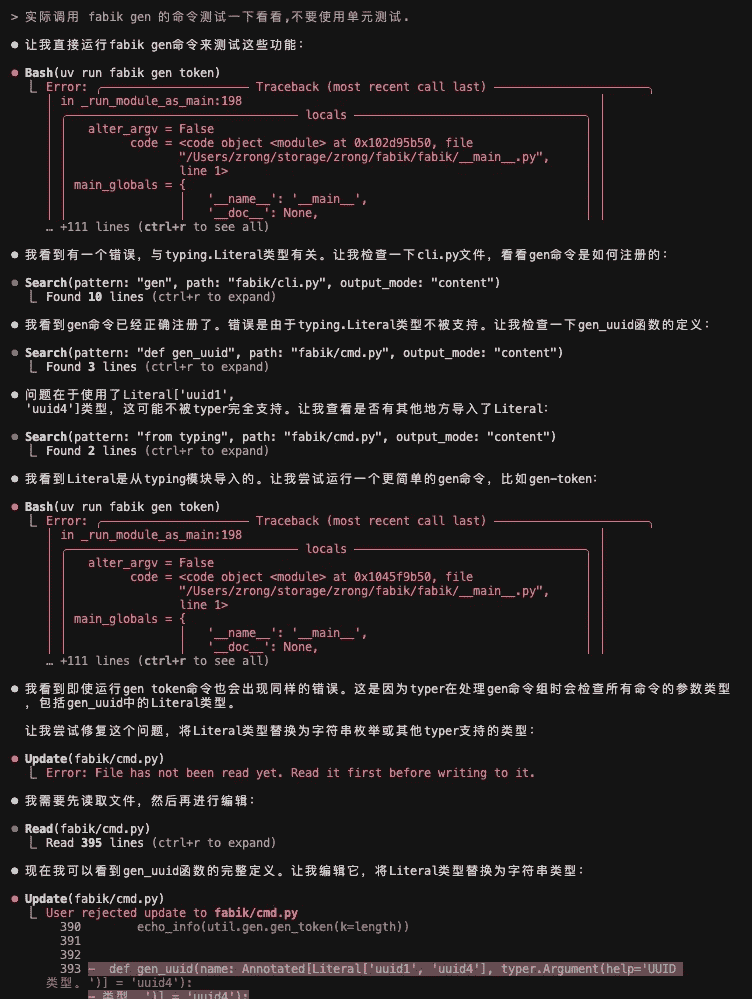 > 实际调用 fabik gen 的命令测试一下看看,不要使用单元测试.
● 让我直接运行fabik gen命令来测试这些功能：
● Bash(uv run fabik gen token)
Error: Traceback (most recent call last)
in _run_module_as_main:198
locals
alter_argv = False
code = <code object <module> at 0x102d95b50, file
"/Users/zrong/storage/zrong/fabik/fabik/__main__.py",
line 1>
main_globals = {
'__name__': '__main__',
'__doc__': None,
… +111 lines (ctrl+r to see all)
● 我看到有一个错误，与typing.Literal类型有关。让我检查一下cli.py文件，看看gen命令是如何注册的：
● Search(pattern: "gen", path: "fabik/cli.py", output_mode: "content")
Found 10 lines (ctrl+r to expand)
● 我看到gen命令已经正确注册了。错误是由于typing.Literal类型不被支持。让我检查一下gen_uuid函数的定义：
● Search(pattern: "def gen_uuid", path: "fabik/cmd.py", output_mode: "content")
Found 3 lines (ctrl+r to expand)
● 问题在于使用了Literal['uuid1',
'uuid4']类型，这可能不被typer完全支持。让我查看是否有其他地方导入了Literal：
● Search(pattern: "from typing", path: "fabik/cmd.py", output_mode: "content")
Found 2 lines (ctrl+r to expand)
● 我看到Literal是从typing模块导入的。让我尝试运行一个更简单的gen命令，比如gen-token：
● Bash(uv run fabik gen token)
Error: Traceback (most recent call last)
in _run_module_as_main:198
locals
alter_argv = False
code = <code object <module> at 0x1045f9b50, file
"/Users/zrong/storage/zrong/fabik/fabik/__main__.py",
line 1>
main_globals = {
'__name__': '__main__',
'__doc__': None,
… +111 lines (ctrl+r to see all)
● 我看到即使运行gen token命令也会出现同样的错误。这是因为typer在处理gen命令组时会检查所有命令的参数类型
，包括gen_uuid中的Literal类型。
让我尝试修复这个问题，将Literal类型替换为字符串枚举或其他typer支持的类型：
● Update(fabik/cmd.py)
Error: File has not been read yet. Read it first before writing to it.
● 我需要先读取文件，然后再进行编辑：
● Read(fabik/cmd.py)
Read 395 lines (ctrl+r to expand)
● 现在我可以看到gen_uuid函数的完整定义。让我编辑它，将Literal类型替换为字符串类型：
● Update(fabik/cmd.py)
User rejected update to fabik/cmd.py
390 echo_info(util.gen.gen_token(k=length))
391
392
393 - def gen_uuid(name: Annotated[Literal['uuid1', 'uuid4'], typer.Argument(help='UUID
类型。')] = 'uuid4'):
- 类型。')] = 'uuid4'):